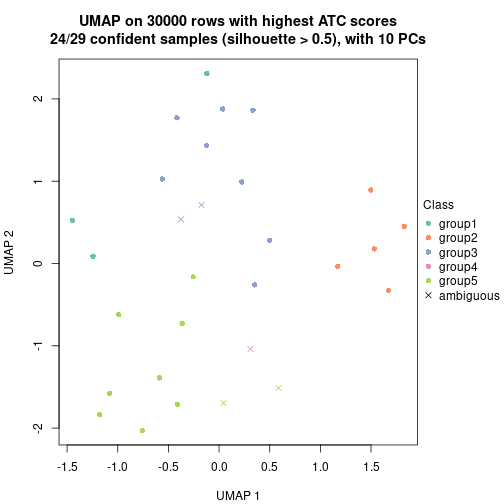 UMAP on 30000 rows with highest ATC scores
24/29 confident samples (silhouette > 0.5), with 10 PCs
2
1
0
-1
-2
UMAP 2
-1.5 -1.0 -0.5 0.0 0.5 1.0 1.5
UMAP 1
Class
group1
group2
group3
group4
group5
ambiguous